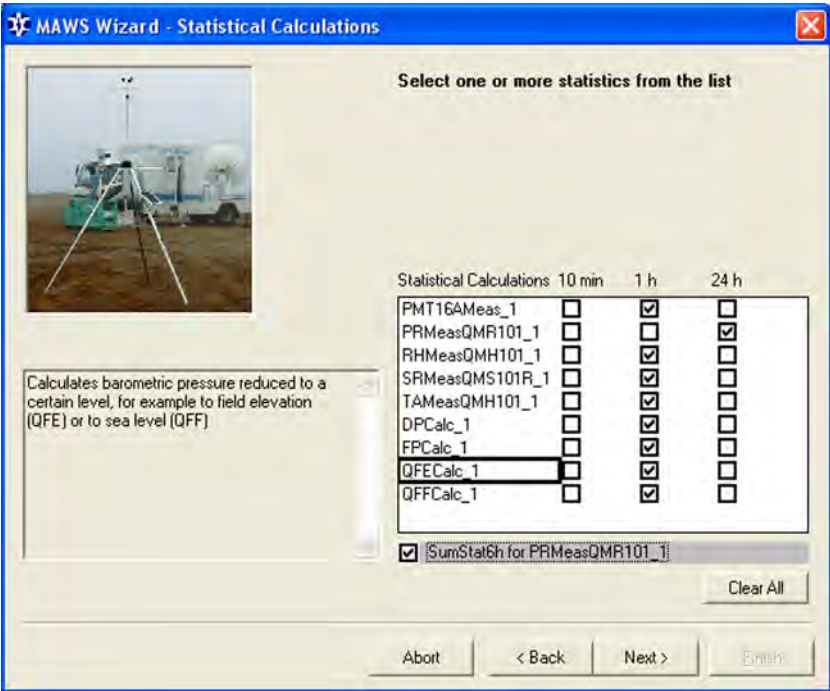 MAWS Wizard - Statistical Calculations
Select one or more statistics from the list
Statistical Calculations 10 min 1 h 24 h
PMT16AMeas_1
PRMeasQMR101_1
RHMeasQMH101_1
SRMeasQMS101R_1
TAMeasQMH101_1
DPCalc_1
FPCalc_1
QFECalc_1
QFFCalc_1
Calculates barometric pressure reduced to a
certain level, for example to field elevation
(QFE) or to sea level (QFF)
SumStat6h for PRMeasQMR101_1
Clear All
Abort < Back Next > Finish